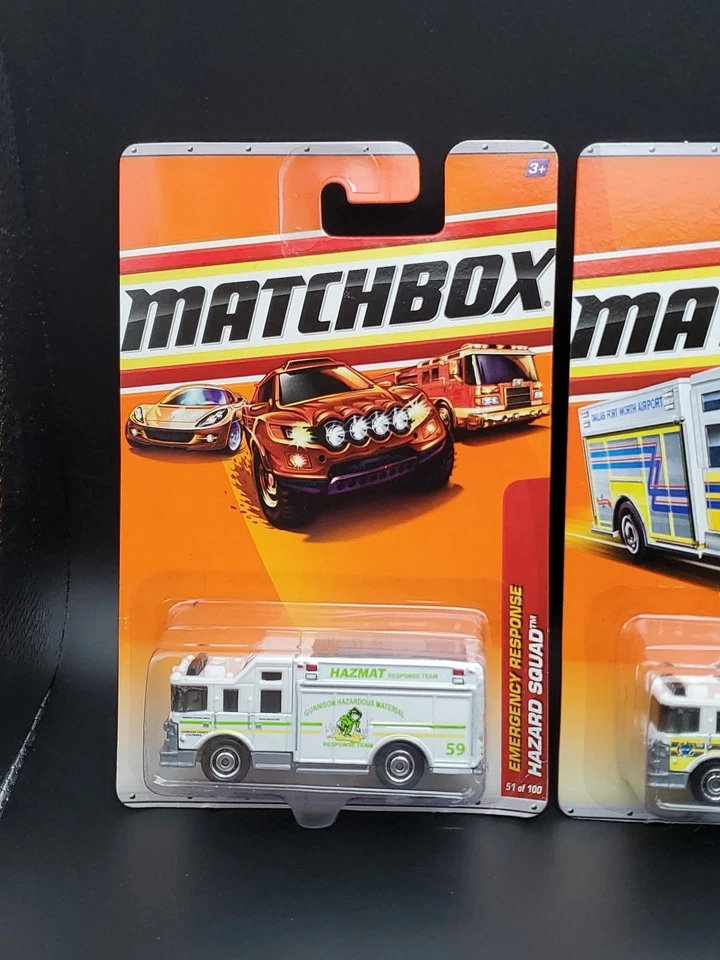 3+
MATCHBOX®
EMERGENCY RESPONSE
HAZARD SQUAD™
51 of 100
HAZMAT RESPONSE TEAM
GUNNISON HAZARDOUS MATERIAL
RESPONSE TEAM
59
MA
DALLAS FORT WORTH AIRPORT